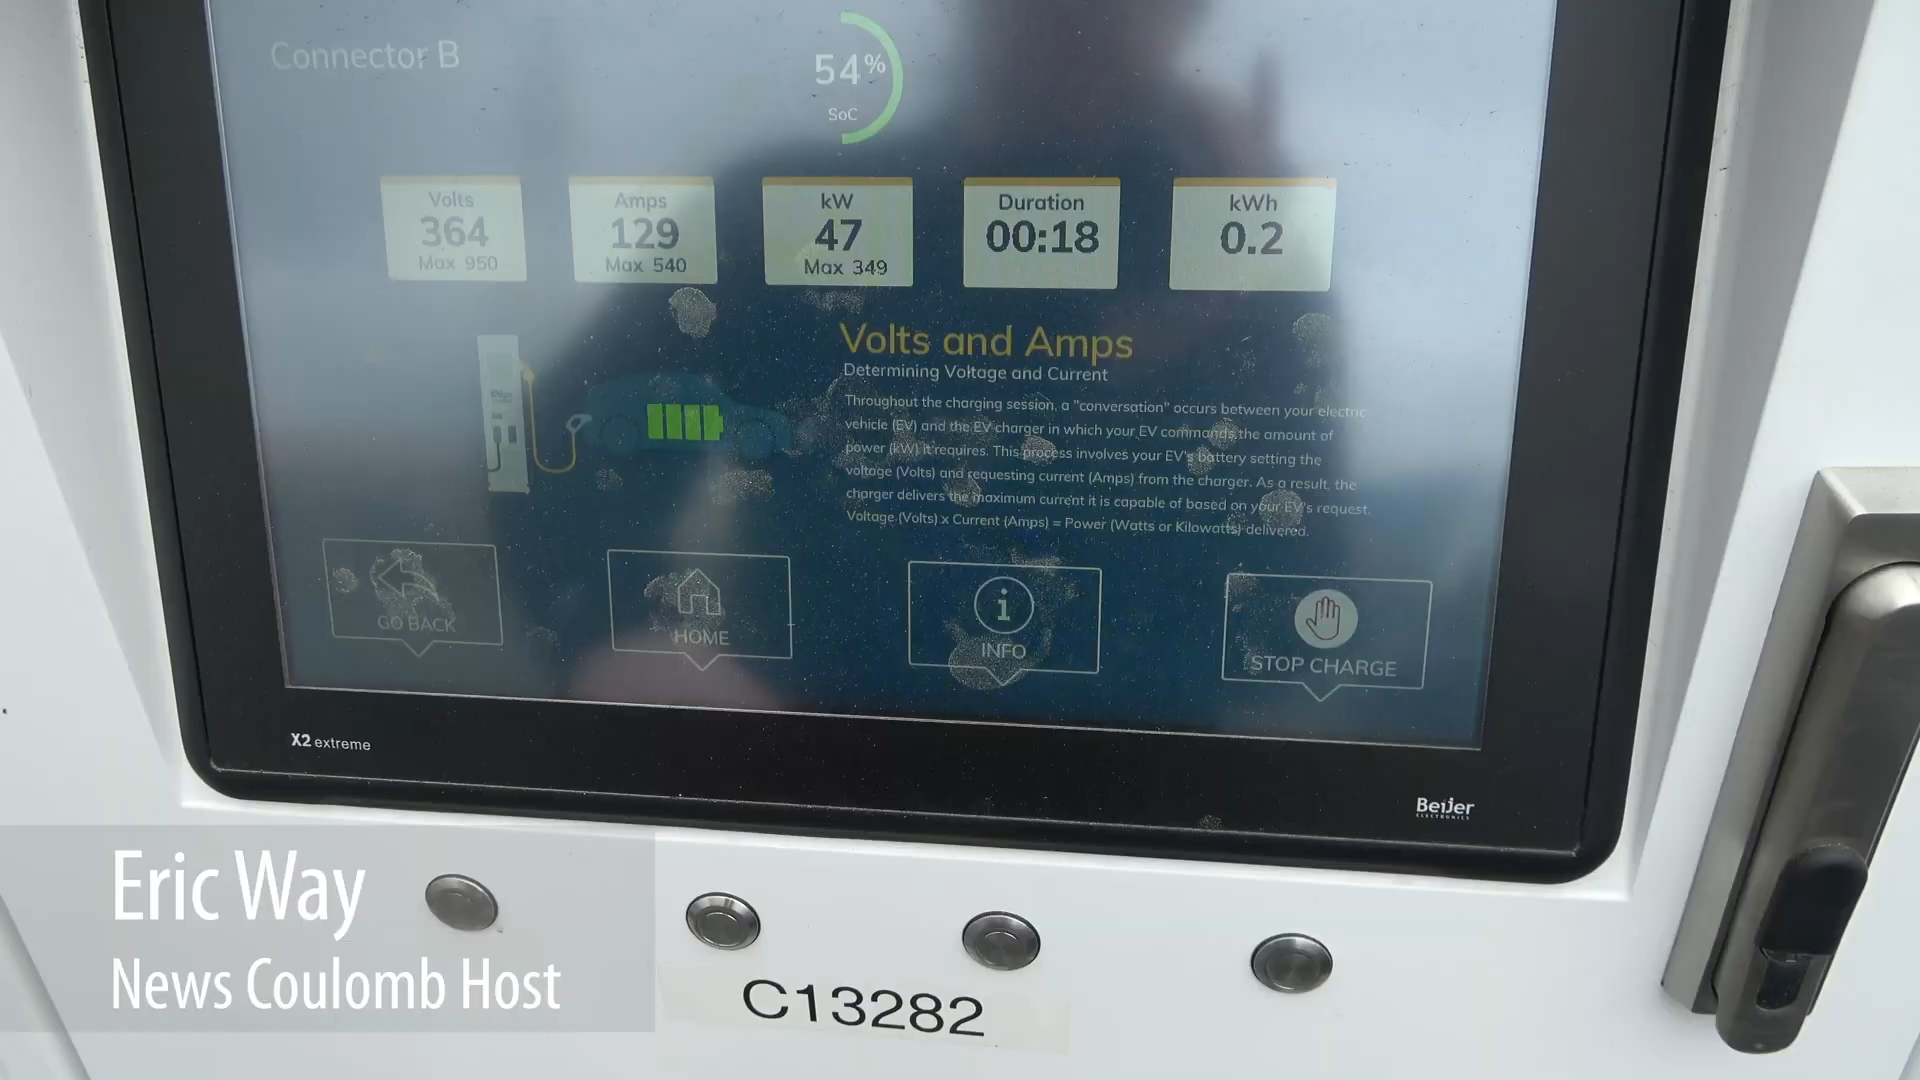 Connector B
54%
SoC
Volts
364
Max 950
Amps
129
Max 540
kW
47
Max 349
Duration
00:18
kWh
0.2
Volts and Amps
Determining Voltage and Current
Throughout the charging session, a "conversation" occurs between your electric
vehicle (EV) and the EV charger in which your EV commands the amount of
power (kW) it requires. This process involves your EV's battery setting the
voltage (Volts) and requesting current (Amps) from the charger. As a result, the
charger delivers the maximum current it is capable of based on your EV's request.
Voltage (Volts) x Current (Amps) = Power (Watts or Kilowatts) delivered.
GO BACK
HOME
i
INFO
STOP CHARGE
X2 extreme
Beijer
ELECTRONICS
Eric Way
News Coulomb Host
C13282